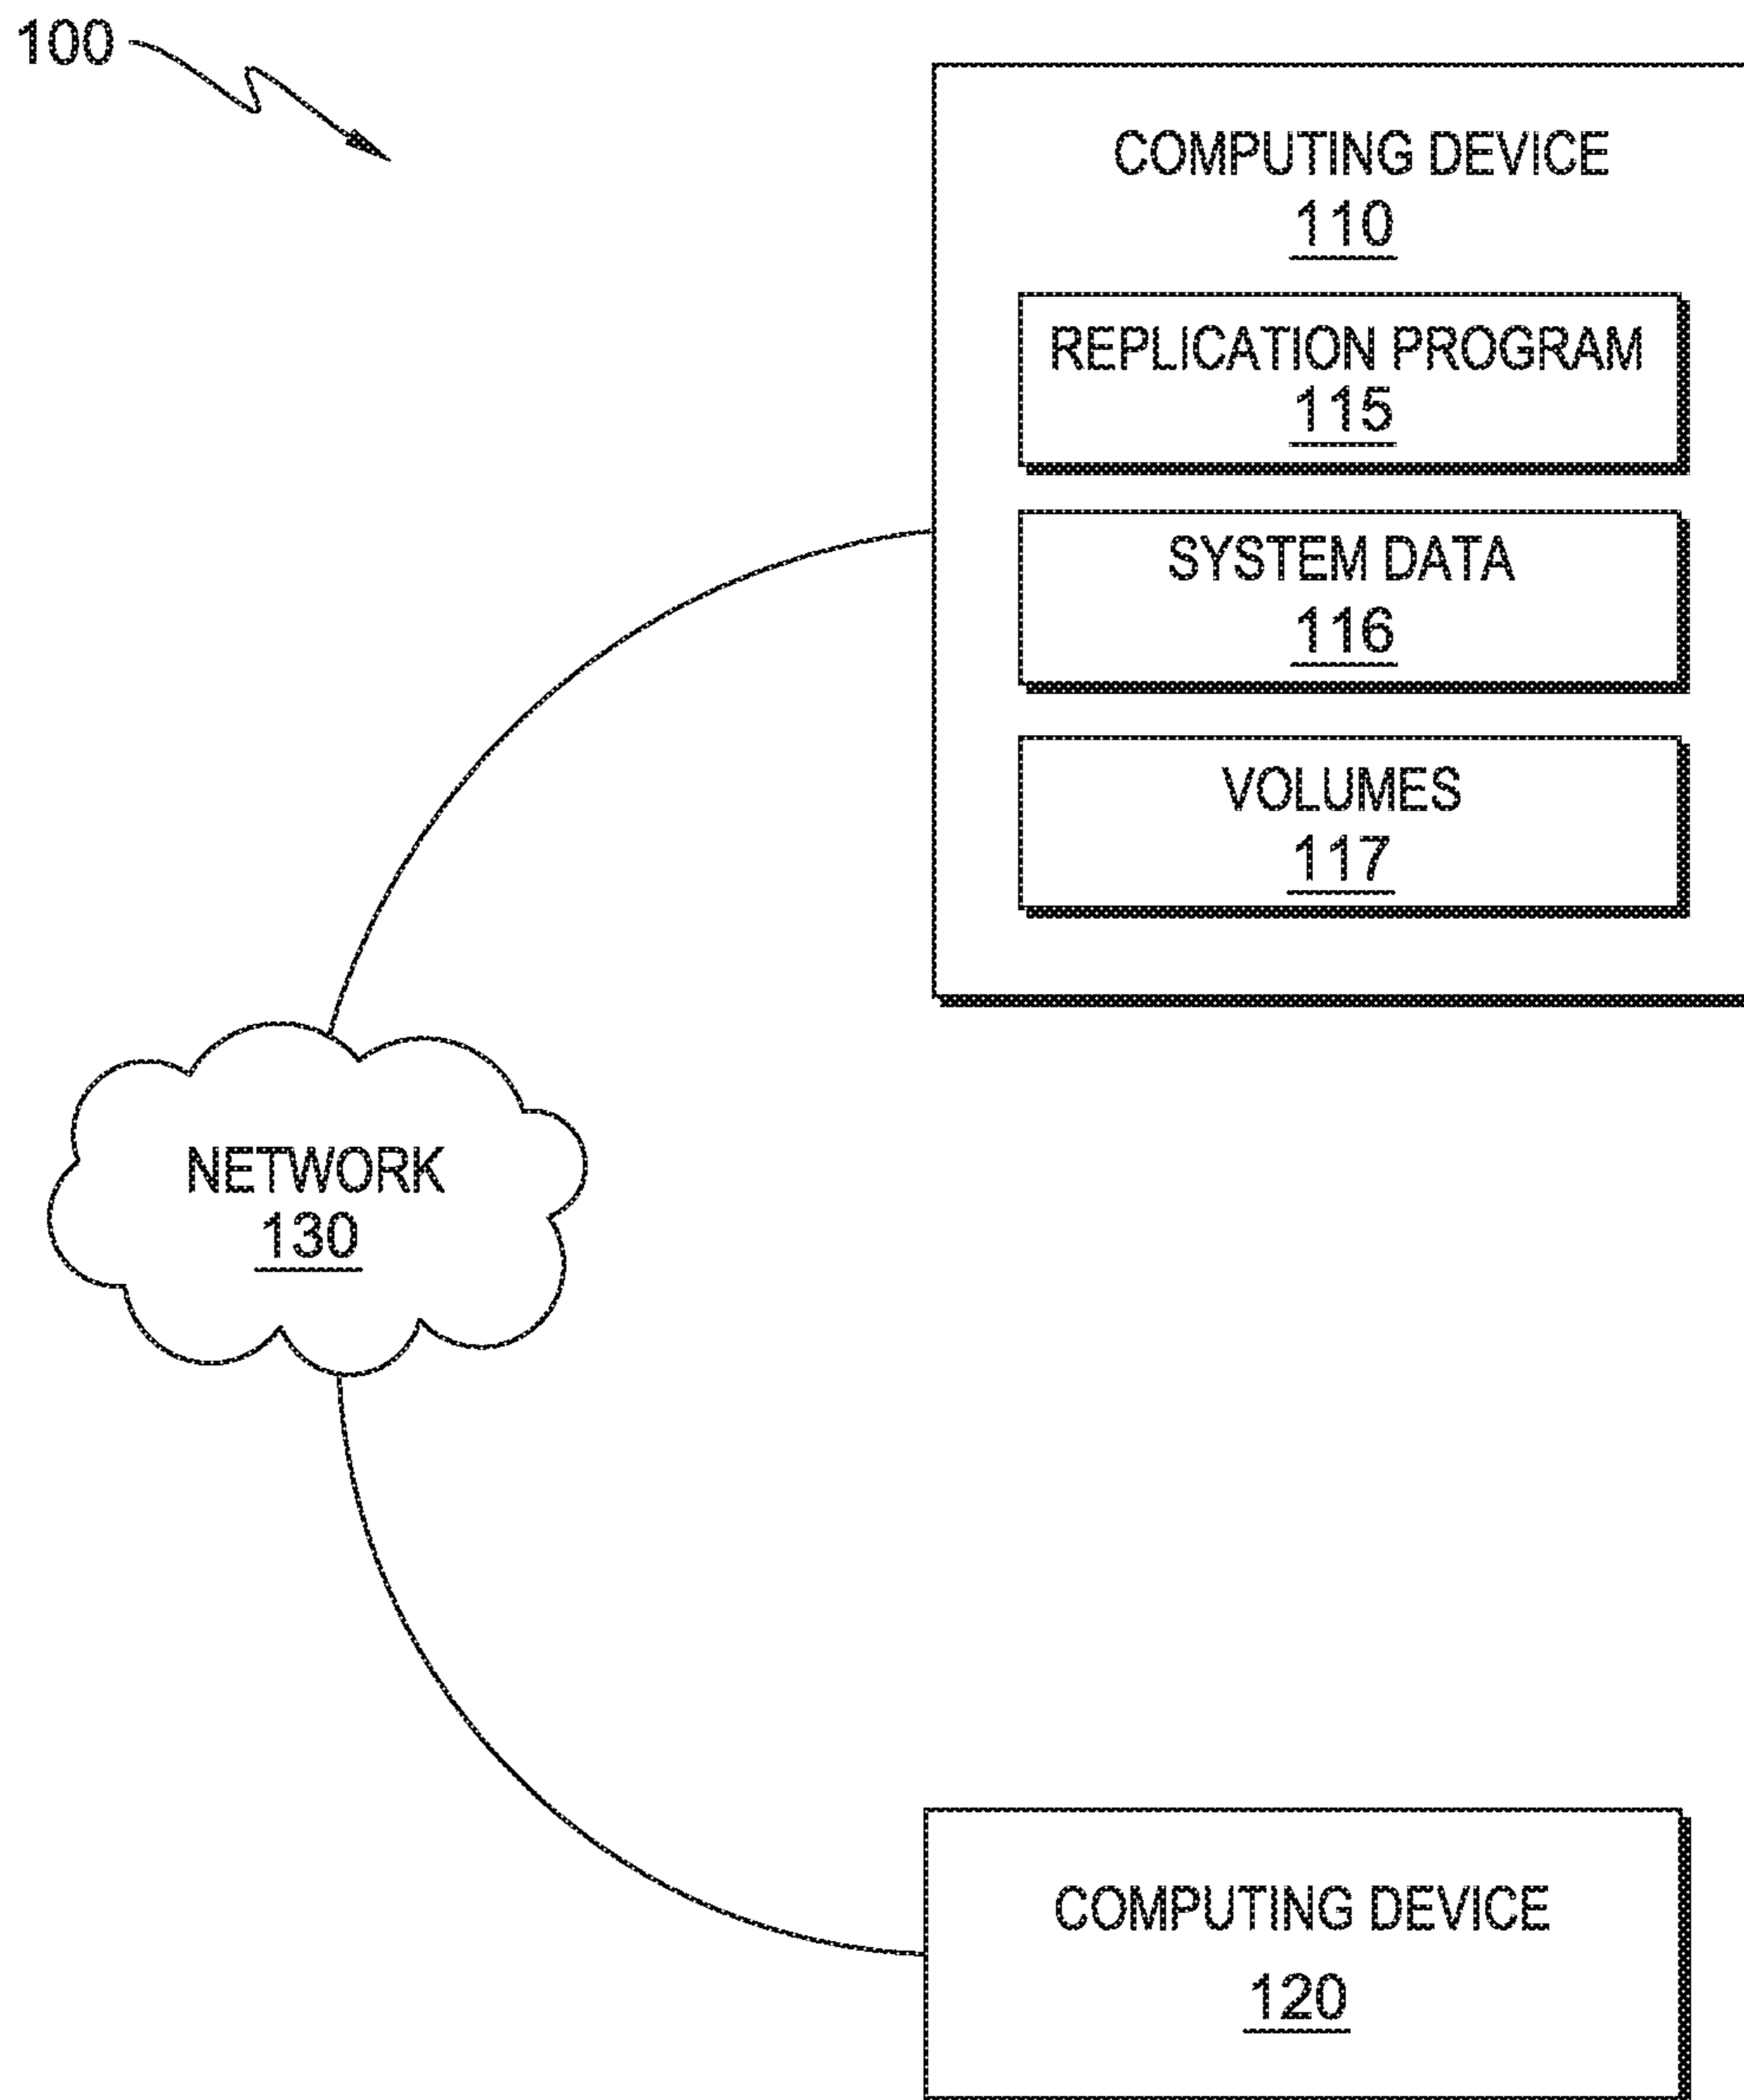 100
COMPUTING DEVICE
110
REPLICATION PROGRAM
115
SYSTEM DATA
116
VOLUMES
117
NETWORK
130
COMPUTING DEVICE
120